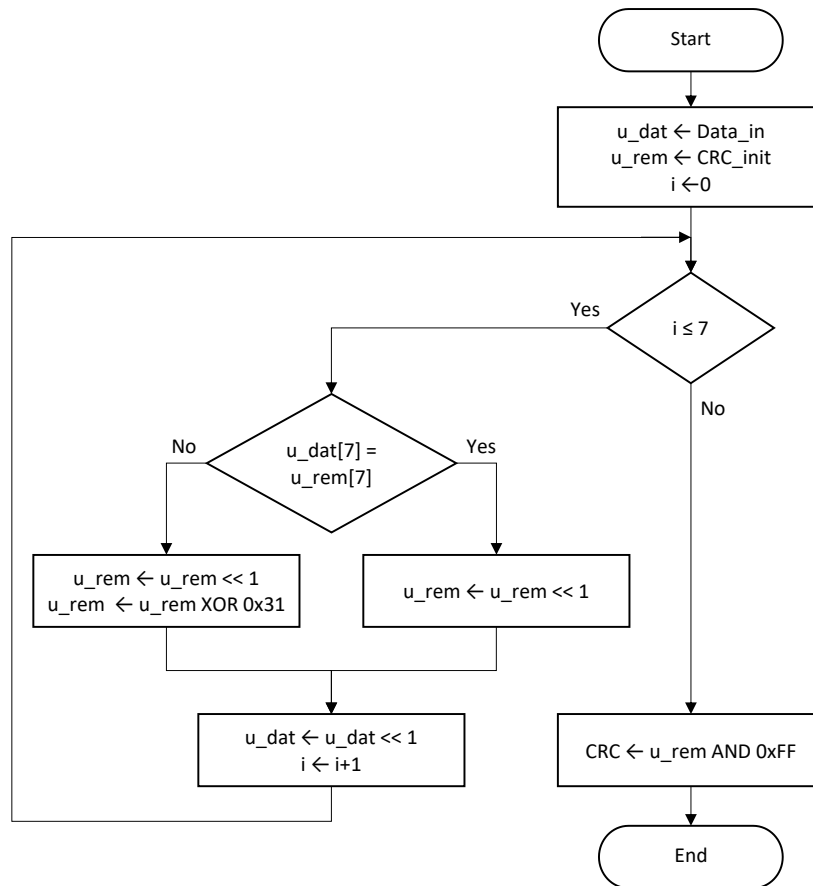 Start
u_dat ← Data_in
u_rem ← CRC_init
i ←0
Yes
i ≤ 7
No
No
u_dat[7] =
u_rem[7]
Yes
u_rem ← u_rem << 1
u_rem ← u_rem XOR 0x31
u_rem ← u_rem << 1
u_dat ← u_dat << 1
i ← i+1
CRC ← u_rem AND 0xFF
End